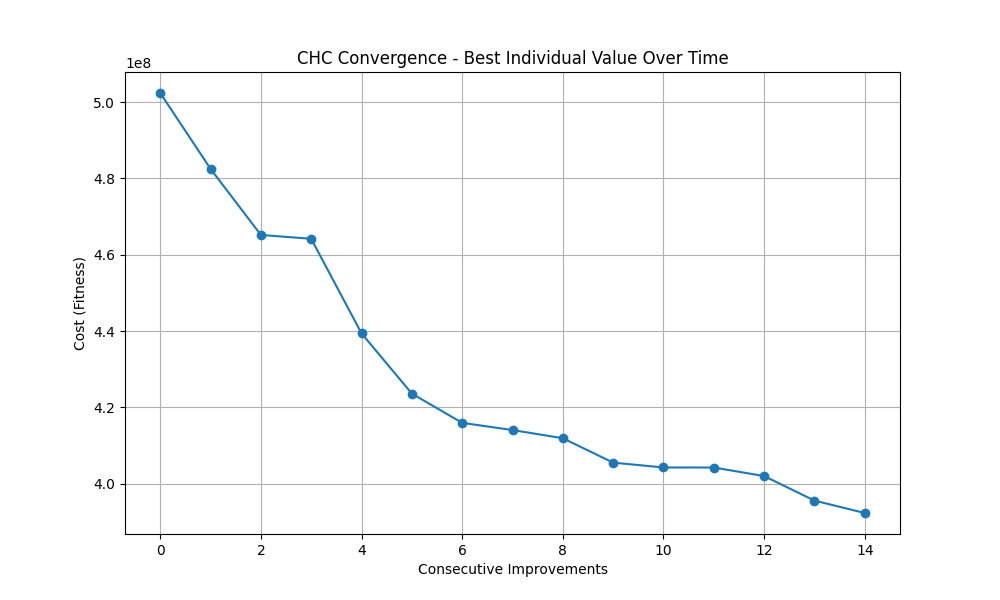 CHC Convergence - Best Individual Value Over Time
1e8
5.0
4.8
4.6
4.4
4.2
4.0
Cost (Fitness)
0 2 4 6 8 10 12 14
Consecutive Improvements